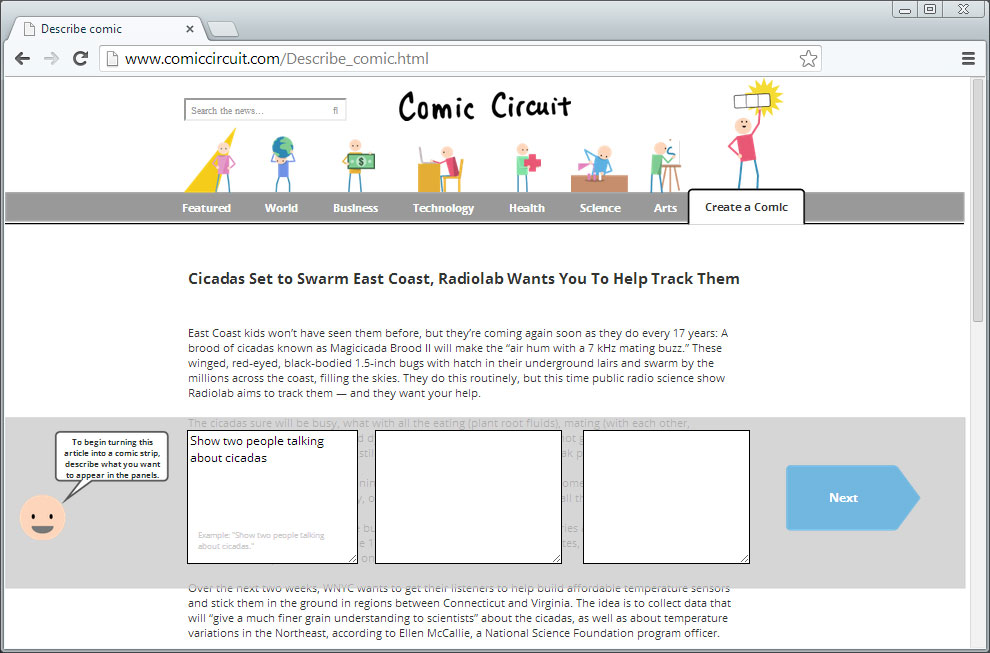 Describe comic
www.comiccircuit.com/Describe_comic.html
Search the news...
fl
Comic Circuit
$
Featured
World
Business
Technology
Health
Science
Arts
Create a Comic
Cicadas Set to Swarm East Coast, Radiolab Wants You To Help Track Them
East Coast kids won’t have seen them before, but they’re coming again soon as they do every 17 years: A
brood of cicadas known as Magicicada Brood II will make the “air hum with a 7 kHz mating buzz.” These
winged, red-eyed, black-bodied 1.5-inch bugs with hatch in their underground lairs and swarm by the
millions across the coast, filling the skies. They do this routinely, but this time public radio science show
Radiolab aims to track them — and they want your help.
The cicadas sure will be busy, what with all the eating (plant root fluids), mating (with each other,
To begin turning this
article into a comic strip,
describe what you want
to appear in the panels.
Show two people talking
about cicadas
Example: "Show two people talking
about cicadas."
Next
Over the next two weeks, WNYC wants to get their listeners to help build affordable temperature sensors
and stick them in the ground in regions between Connecticut and Virginia. The idea is to collect data that
will “give a much finer grain understanding to scientists” about the cicadas, as well as about temperature
variations in the Northeast, according to Ellen McCallie, a National Science Foundation program officer.